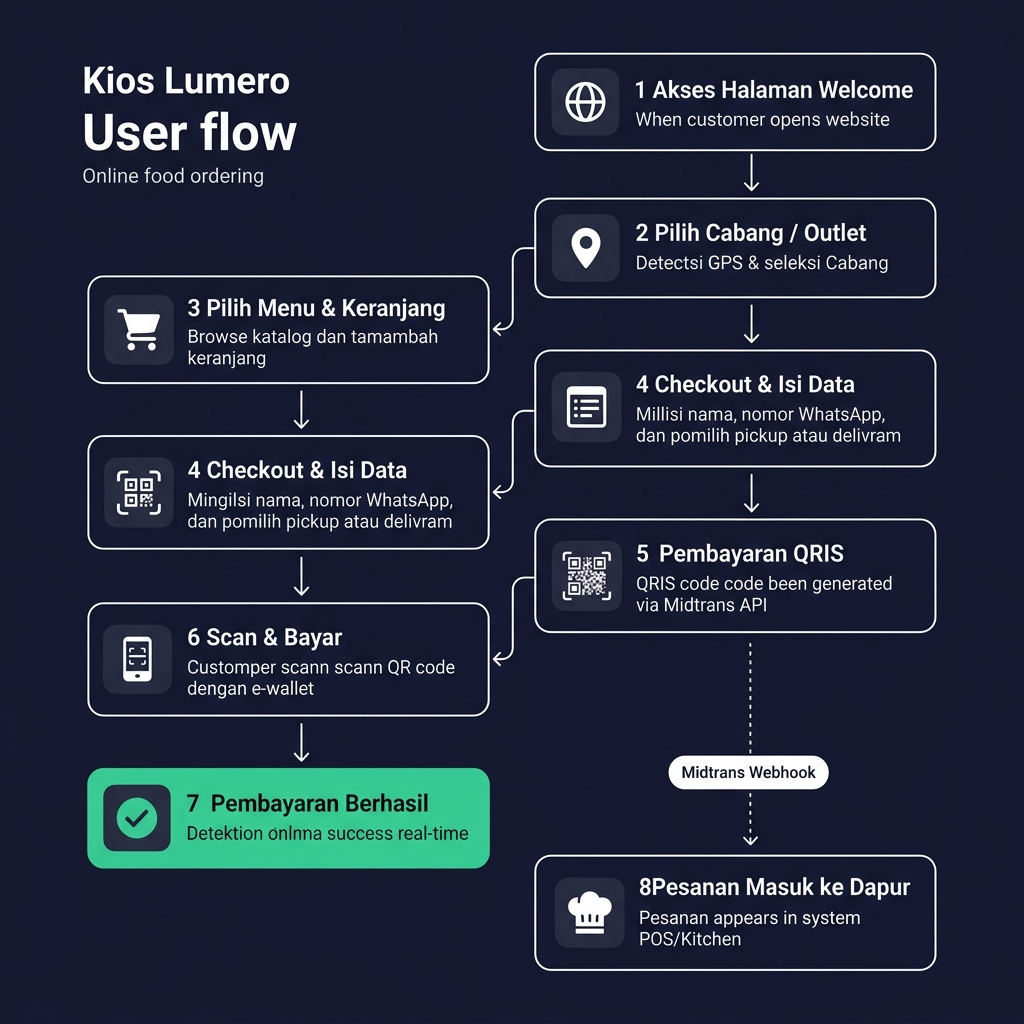 Kios Lumero
User flow
Online food ordering
1 Akses Halaman Welcome
When customer opens website
2 Pilih Cabang / Outlet
Detectsi GPS & seleksi Cabang
3 Pilih Menu & Keranjang
Browse katalog dan tamambah
keranjang
4 Checkout & Isi Data
Millisi nama, nomor WhatsApp,
dan pomilih pickup atau delivram
4 Checkout & Isi Data
Mingilsi nama, nomor WhatsApp,
dan pomilih pickup atau delivram
5 Pembayaran QRIS
QRIS code code been generated
via Midtrans API
6 Scan & Bayar
Customper scann scann QR code
dengan e-wallet
Midtrans Webhook
7 Pembayaran Berhasil
Detektion onlnna success real-time
8Pesanan Masuk ke Dapur
Pesanan appears in system
POS/Kitchen